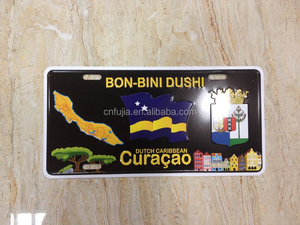 BON-BINI DUSHI
cnfujia.en.alibaba.com
DUTCH CARIBBEAN
Curaçao